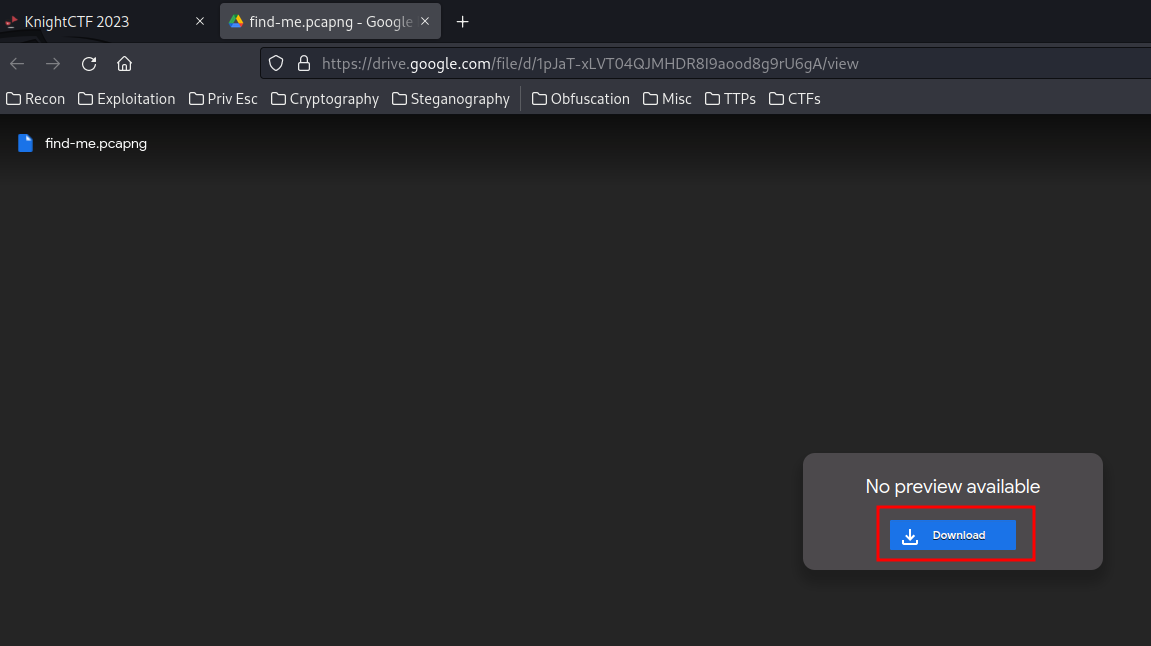 KnightCTF 2023
find-me.pcapng - Google
https://drive.google.com/file/d/1pJaT-xLVT04QJMHDR8I9aood8g9rU6gA/view
Recon Exploitation Priv Esc Cryptography Steganography Obfuscation Misc TTPs CTFs
find-me.pcapng
No preview available
Download